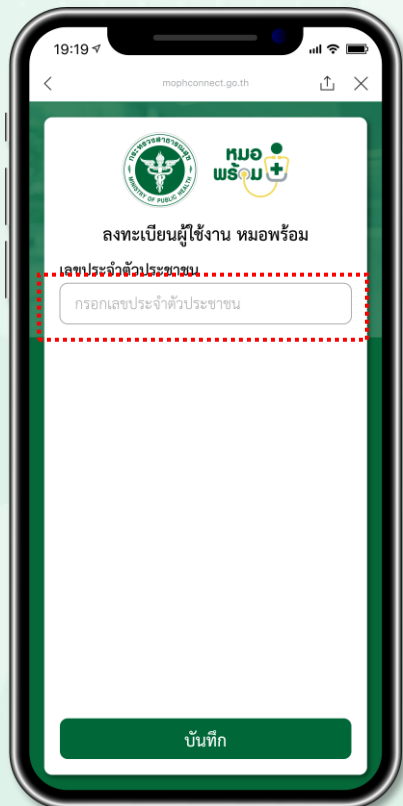 19:19
mophconnect.go.th
กระทรวงสาธารณสุข
MINISTRY OF PUBLIC HEALTH
หมอ
พร้อม
ลงทะเบียนผู้ใช้งาน หมอพร้อม
เลขประจำตัวประชาชน
กรอกเลขประจำตัวประชาชน
บันทึก